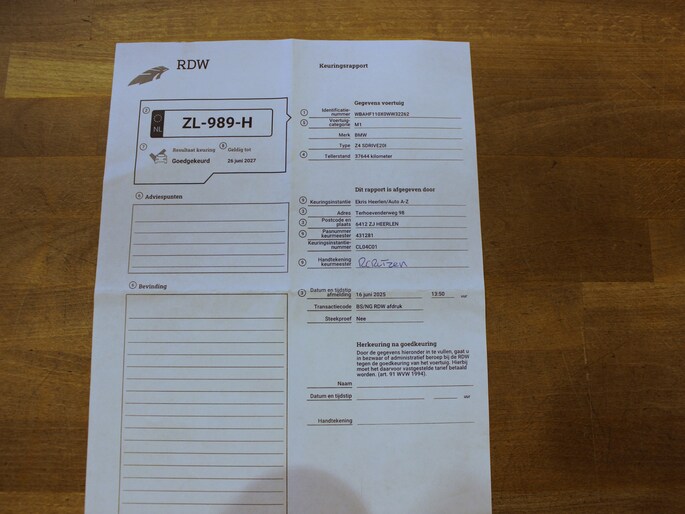 RDW
Keuringsrapport
NL
ZL-989-H
Resultaat keuring
Geldig tot
Goedgekeurd
26 juni 2027
Adviespunten
Bevinding
Gegevens voertuig
Identificatie-
nummer WBAHF11080WW32262
Voertuig-
categorie M1
Merk BMW
Type Z4 SDRIVE20I
Tellerstand 37644 kilometer
Dit rapport is afgegeven door
Keuringsinstantie Ekris Heerlen/Auto A-Z
Adres Terhoevenderweg 98
Postcode en
plaats 6412 ZJ HEERLEN
Pasnummer
keurmeester 431281
Keuringsinstantie-
nummer CL04C01
Handtekening
keurmeester
Datum en tijdstip
afmelding 16 juni 2025 13:50 uur
Transactiecode BS/NG RDW afdruk
Steekproef Nee
Herkeuring na goedkeuring
Door de gegevens hieronder in te vullen, gaat u
in bezwaar of administratief beroep bij de RDW
tegen de goedkeuring van het voertuig. Hierbij
moet het daarvoor vastgestelde tarief betaald
worden. (art. 91 WVW 1994).
Naam
Datum en tijdstip uur
Handtekening